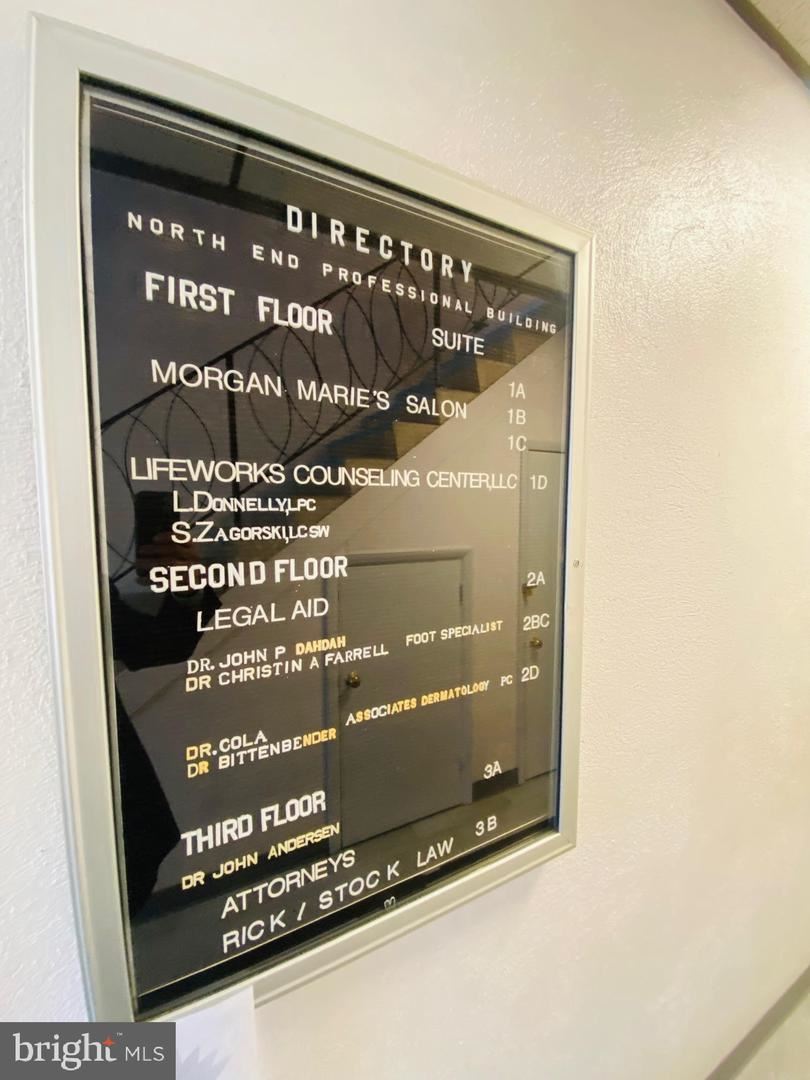 DIRECTORY
NORTH END PROFESSIONAL BUILDING
FIRST FLOOR
SUITE
MORGAN MARIE'S SALON 1A
1B
1C
LIFEWORKS COUNSELING CENTER,LLC 1D
L.DONNELLY,LPC
S.ZAGORSKI,LCSW
SECOND FLOOR
LEGAL AID 2A
DR. JOHN P DAHDAH FOOT SPECIALIST 2BC
DR CHRISTIN A FARRELL
ASSOCIATES DERMATOLOGY PC 2D
DR.COLA
DR BITTENBENDER
THIRD FLOOR
DR JOHN ANDERSEN 3A
ATTORNEYS
RICK / STOCK LAW 3B
bright™ MLS